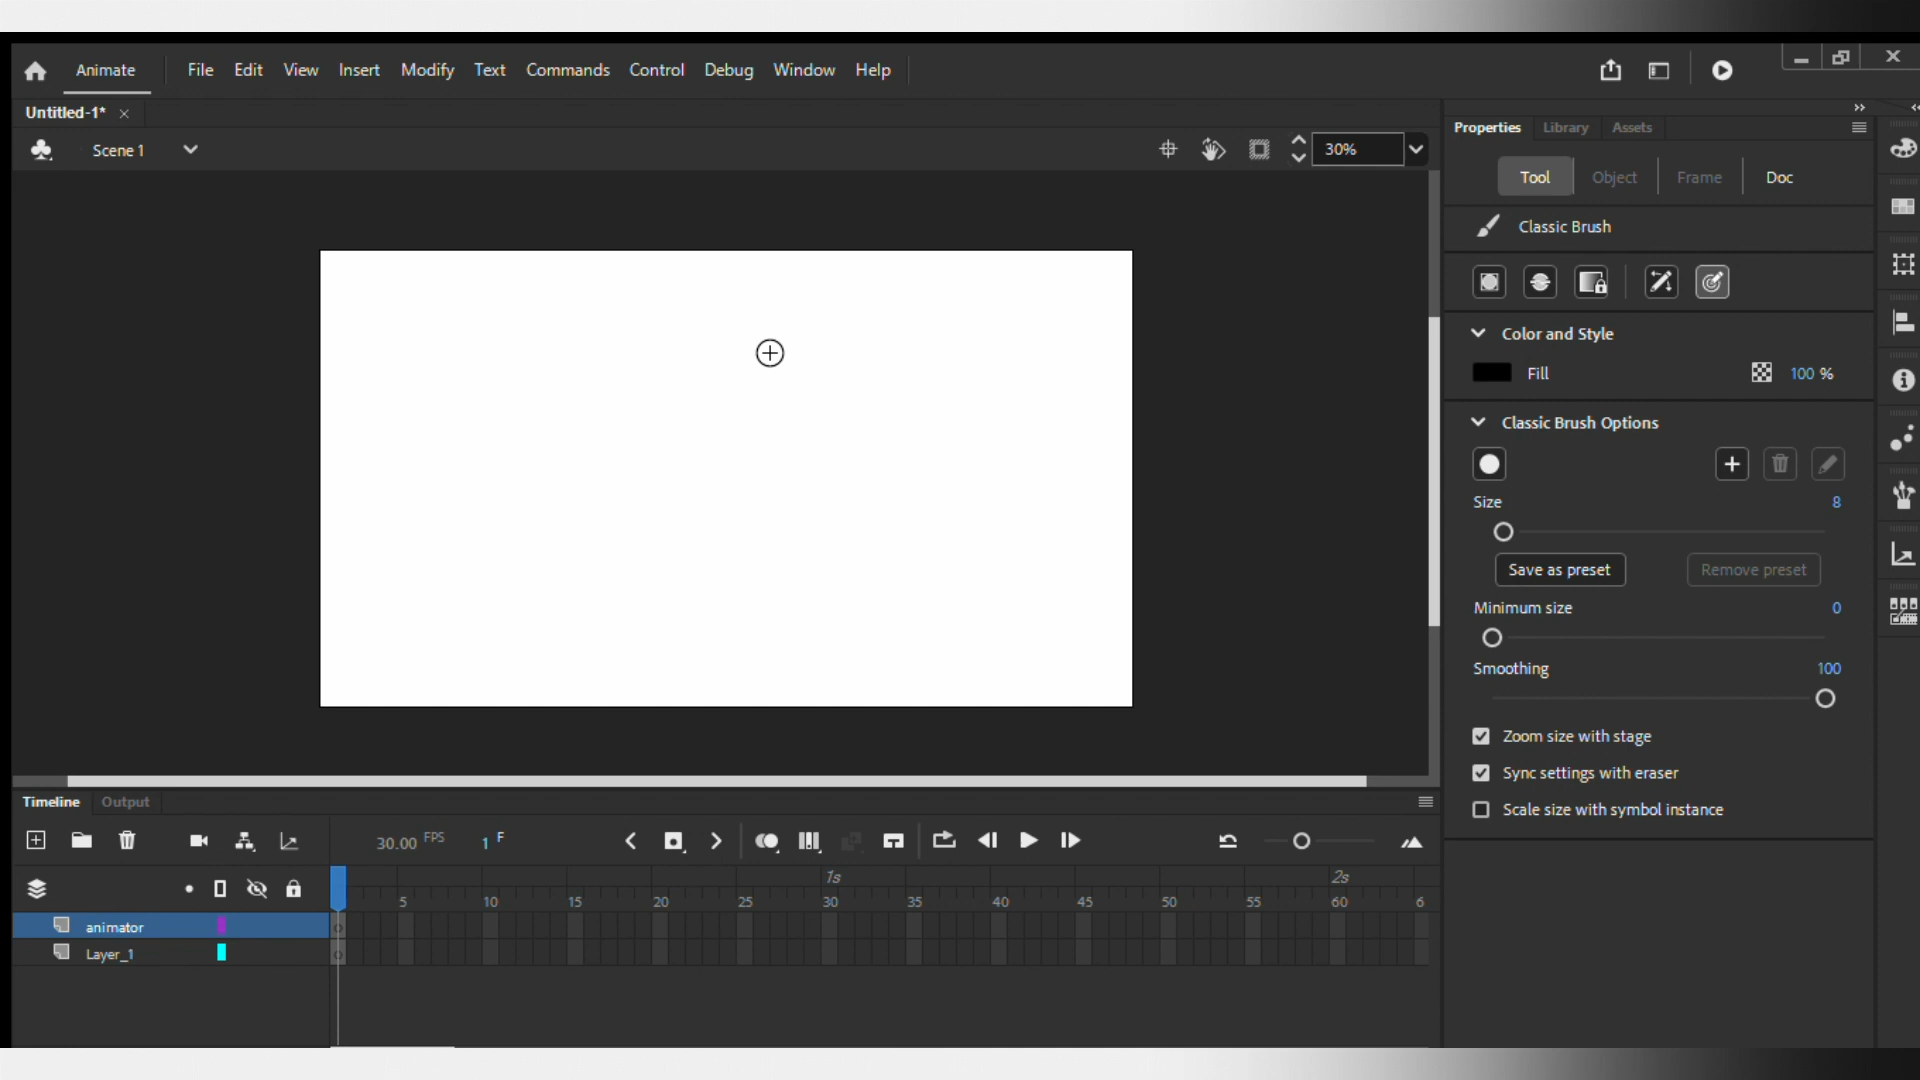 Animate File Edit View Insert Modify Text Commands Control Debug Window Help
Untitled-1*
Scene 1
30%
Properties Library Assets
Tool Object Frame Doc
Classic Brush
Color and Style
Fill 100 %
Classic Brush Options
Size 8
Save as preset Remove preset
Minimum size 0
Smoothing 100
Zoom size with stage
Sync settings with eraser
Scale size with symbol instance
Timeline Output
30.00 FPS 1 F
1s 2s
5 10 15 20 25 30 35 40 45 50 55 60 6
animator
Layer_1